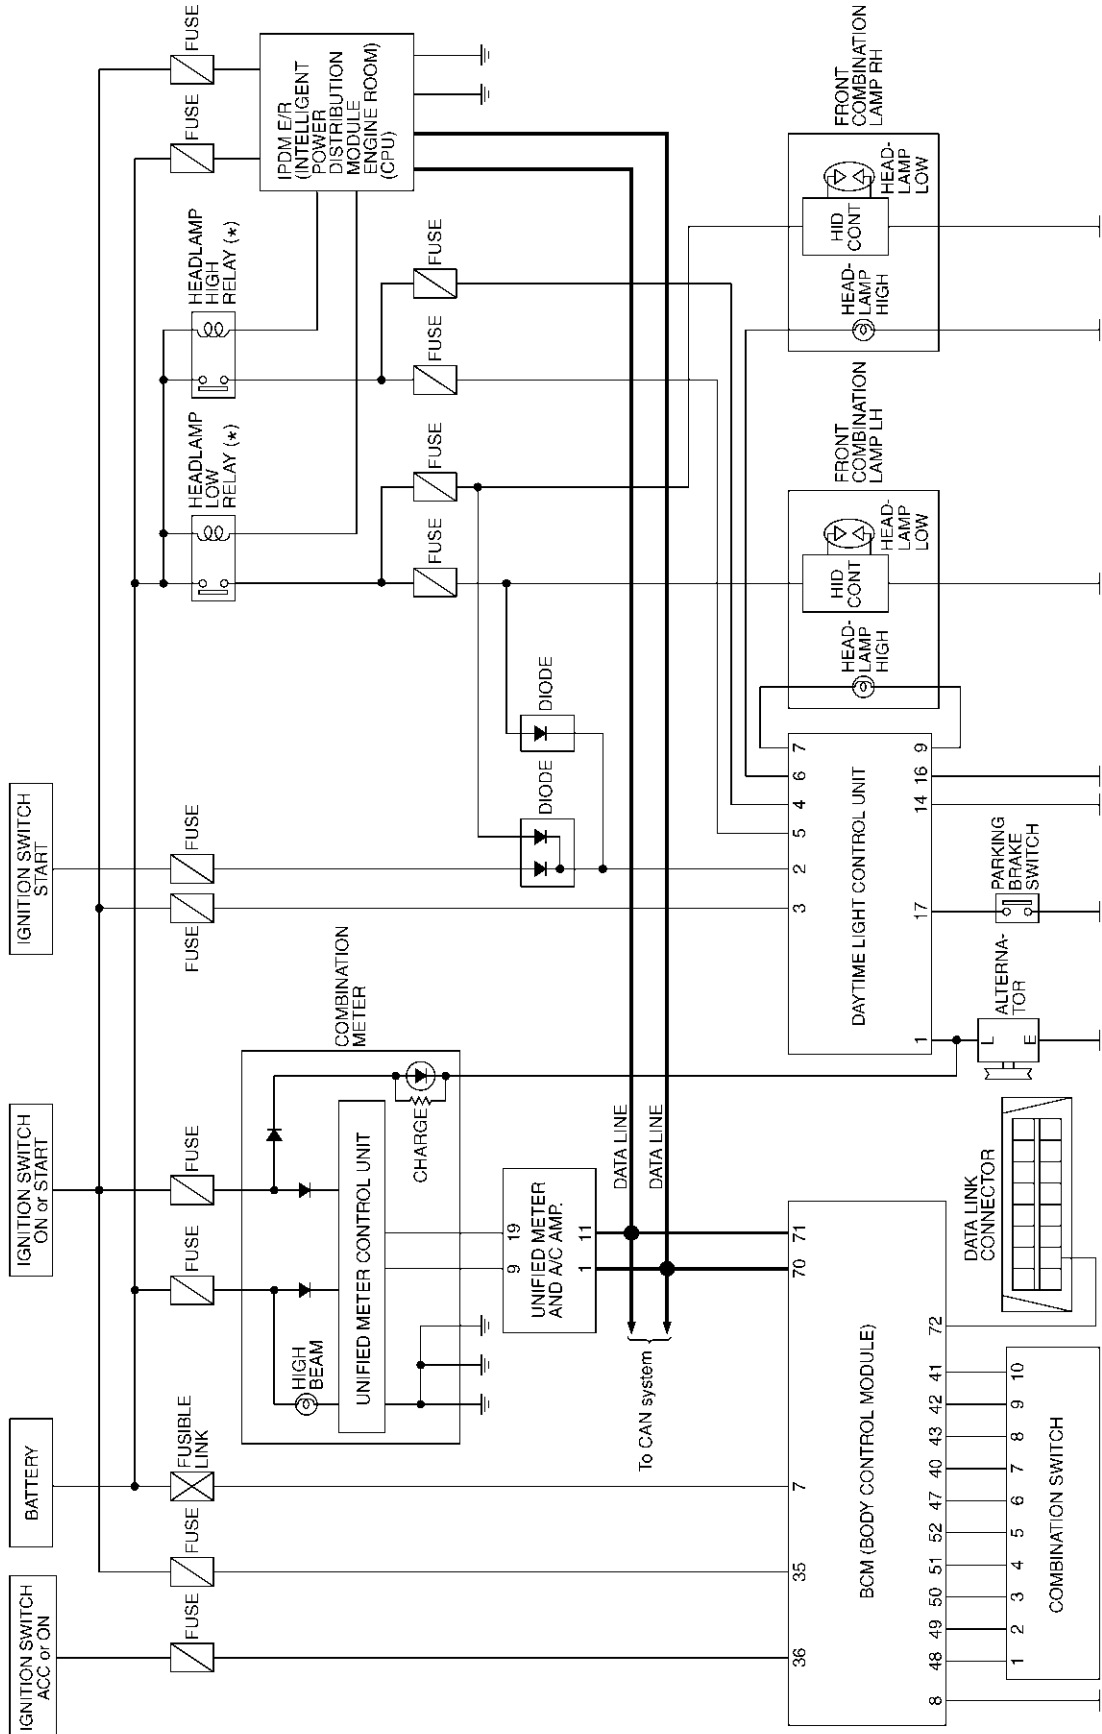 IGNITION SWITCH
ACC or ON
BATTERY
IGNITION SWITCH
ON or START
IGNITION SWITCH
START
FUSE
FUSE
FUSIBLE
LINK
FUSE
FUSE
FUSE
FUSE
HEADLAMP
LOW
RELAY (*)
HEADLAMP
HIGH
RELAY (*)
FUSE
FUSE
IPDM E/R
(INTELLIGENT
POWER
DISTRIBUTION
MODULE
ENGINE ROOM)
(CPU)
COMBINATION
METER
HIGH
BEAM
UNIFIED METER CONTROL UNIT
CHARGE
FUSE
FUSE
FUSE
FUSE
9
19
UNIFIED METER
AND A/C AMP.
1
11
DIODE
DIODE
DATA LINE
DATA LINE
To CAN system
36
35
7
70
71
BCM (BODY CONTROL MODULE)
8
48
49
50
51
52
47
40
43
42
41
72
1
2
3
4
5
6
7
8
9
10
COMBINATION SWITCH
DATA LINK
CONNECTOR
3
2
5
4
6
7
DAYTIME LIGHT CONTROL UNIT
1
17
14
16
9
L
E
ALTERNA-
TOR
PARKING
BRAKE
SWITCH
FRONT
COMBINATION
LAMP LH
HEAD-
LAMP
HIGH
HID
CONT
HEAD-
LAMP
LOW
FRONT
COMBINATION
LAMP RH
HEAD-
LAMP
HIGH
HID
CONT
HEAD-
LAMP
LOW